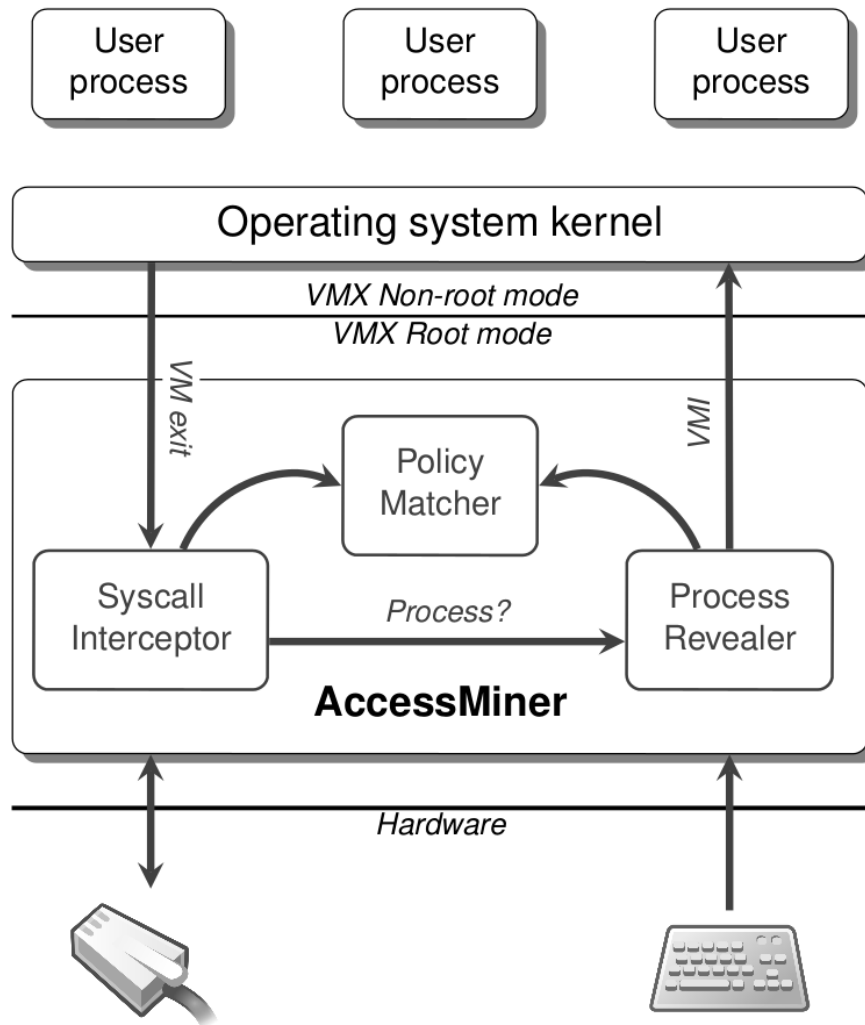 User
process
User
process
User
process
Operating system kernel
VMX Non-root mode
VMX Root mode
VM exit
VMI
Policy
Matcher
Syscall
Interceptor
Process?
Process
Revealer
AccessMiner
Hardware